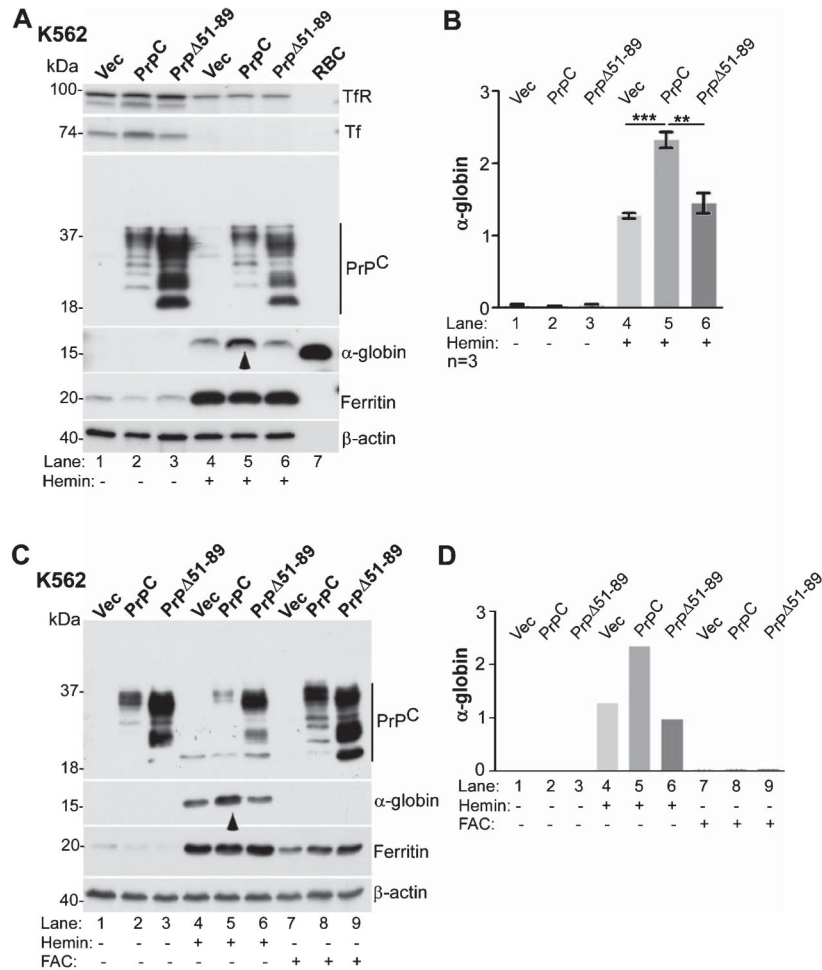 A
K562
kDa
Vec PrPC PrPΔ51-89 Vec PrPC PrPΔ51-89 RBC
100- TfR
74- Tf
37-
PrPC
18-
15- α-globin
20- Ferritin
40- β-actin
Lane: 1 2 3 4 5 6 7
Hemin: - - - + + +
B
Vec PrPC PrPΔ51-89 Vec PrPC PrPΔ51-89
3
*** **
2
α-globin
1
0
Lane: 1 2 3 4 5 6
Hemin: - - - + + +
n=3
C
K562
kDa
Vec PrPC PrPΔ51-89 Vec PrPC PrPΔ51-89 Vec PrPC PrPΔ51-89
37-
PrPC
18-
15- α-globin
20- Ferritin
40- β-actin
Lane: 1 2 3 4 5 6 7 8 9
Hemin: - - - + + + - - -
FAC: - - - - - - + + +
D
Vec PrPC PrPΔ51-89 Vec PrPC PrPΔ51-89 Vec PrPC PrPΔ51-89
3
2
α-globin
1
0
Lane: 1 2 3 4 5 6 7 8 9
Hemin: - - - + + + - - -
FAC: - - - - - - + + +